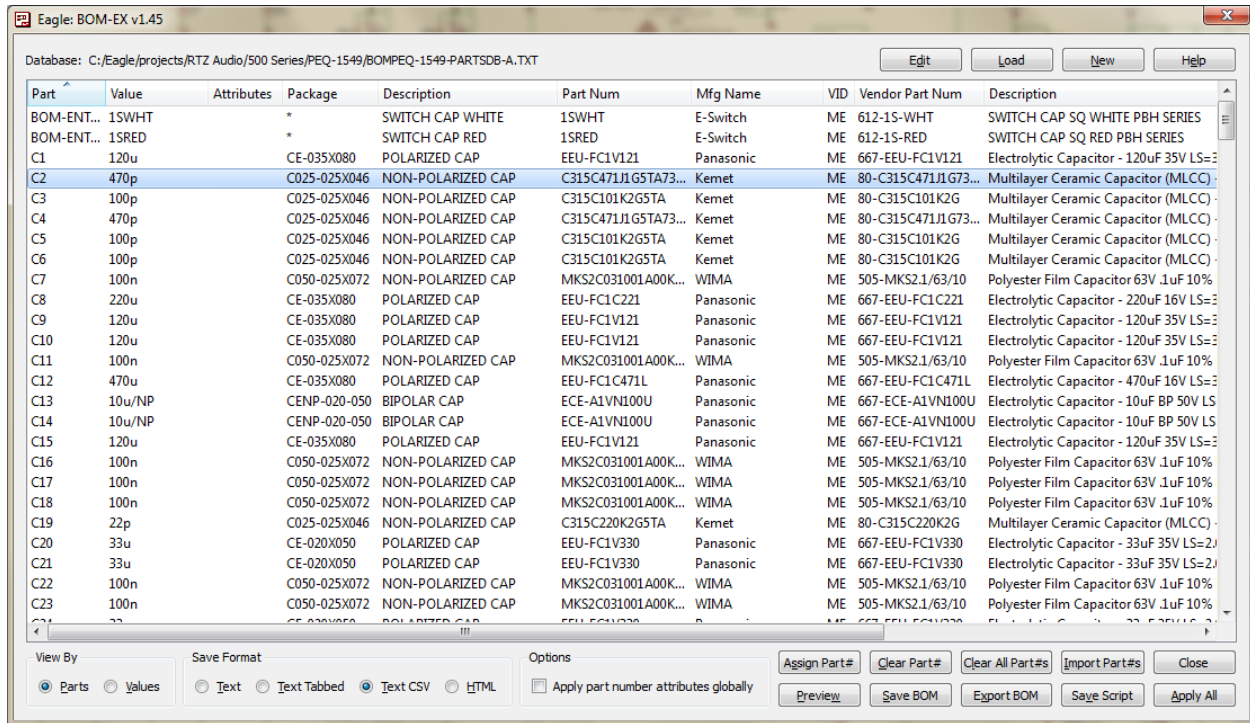 Eagle: BOM-EX v1.45
Database: C:/Eagle/projects/RTZ Audio/500 Series/PEQ-1549/BOMPEQ-1549-PARTSDB-A.TXT Edit Load New Help
Part Value Attributes Package Description Part Num Mfg Name VID Vendor Part Num Description
BOM-ENT... 1SWHT * SWITCH CAP WHITE 1SWHT E-Switch ME 612-1S-WHT SWITCH CAP SQ WHITE PBH SERIES
BOM-ENT... 1SRED * SWITCH CAP RED 1SRED E-Switch ME 612-1S-RED SWITCH CAP SQ RED PBH SERIES
C1 120u CE-035X080 POLARIZED CAP EEU-FC1V121 Panasonic ME 667-EEU-FC1V121 Electrolytic Capacitor - 120uF 35V LS=3
C2 470p C025-025X046 NON-POLARIZED CAP C315C471J1G5TA73... Kemet ME 80-C315C471J1G73... Multilayer Ceramic Capacitor (MLCC) -
C3 100p C025-025X046 NON-POLARIZED CAP C315C101K2G5TA Kemet ME 80-C315C101K2G Multilayer Ceramic Capacitor (MLCC) -
C4 470p C025-025X046 NON-POLARIZED CAP C315C471J1G5TA73... Kemet ME 80-C315C471J1G73... Multilayer Ceramic Capacitor (MLCC) -
C5 100p C025-025X046 NON-POLARIZED CAP C315C101K2G5TA Kemet ME 80-C315C101K2G Multilayer Ceramic Capacitor (MLCC) -
C6 100p C025-025X046 NON-POLARIZED CAP C315C101K2G5TA Kemet ME 80-C315C101K2G Multilayer Ceramic Capacitor (MLCC) -
C7 100n C050-025X072 NON-POLARIZED CAP MKS2C031001A00K... WIMA ME 505-MKS2.1/63/10 Polyester Film Capacitor 63V .1uF 10%
C8 220u CE-035X080 POLARIZED CAP EEU-FC1C221 Panasonic ME 667-EEU-FC1C221 Electrolytic Capacitor - 220uF 16V LS=3
C9 120u CE-035X080 POLARIZED CAP EEU-FC1V121 Panasonic ME 667-EEU-FC1V121 Electrolytic Capacitor - 120uF 35V LS=3
C10 120u CE-035X080 POLARIZED CAP EEU-FC1V121 Panasonic ME 667-EEU-FC1V121 Electrolytic Capacitor - 120uF 35V LS=3
C11 100n C050-025X072 NON-POLARIZED CAP MKS2C031001A00K... WIMA ME 505-MKS2.1/63/10 Polyester Film Capacitor 63V .1uF 10%
C12 470u CE-035X080 POLARIZED CAP EEU-FC1C471L Panasonic ME 667-EEU-FC1C471L Electrolytic Capacitor - 470uF 16V LS=3
C13 10u/NP CENP-020-050 BIPOLAR CAP ECE-A1VN100U Panasonic ME 667-ECE-A1VN100U Electrolytic Capacitor - 10uF BP 50V LS
C14 10u/NP CENP-020-050 BIPOLAR CAP ECE-A1VN100U Panasonic ME 667-ECE-A1VN100U Electrolytic Capacitor - 10uF BP 50V LS
C15 120u CE-035X080 POLARIZED CAP EEU-FC1V121 Panasonic ME 667-EEU-FC1V121 Electrolytic Capacitor - 120uF 35V LS=3
C16 100n C050-025X072 NON-POLARIZED CAP MKS2C031001A00K... WIMA ME 505-MKS2.1/63/10 Polyester Film Capacitor 63V .1uF 10%
C17 100n C050-025X072 NON-POLARIZED CAP MKS2C031001A00K... WIMA ME 505-MKS2.1/63/10 Polyester Film Capacitor 63V .1uF 10%
C18 100n C050-025X072 NON-POLARIZED CAP MKS2C031001A00K... WIMA ME 505-MKS2.1/63/10 Polyester Film Capacitor 63V .1uF 10%
C19 22p C025-025X046 NON-POLARIZED CAP C315C220K2G5TA Kemet ME 80-C315C220K2G Multilayer Ceramic Capacitor (MLCC) -
C20 33u CE-020X050 POLARIZED CAP EEU-FC1V330 Panasonic ME 667-EEU-FC1V330 Electrolytic Capacitor - 33uF 35V LS=2.
C21 33u CE-020X050 POLARIZED CAP EEU-FC1V330 Panasonic ME 667-EEU-FC1V330 Electrolytic Capacitor - 33uF 35V LS=2.
C22 100n C050-025X072 NON-POLARIZED CAP MKS2C031001A00K... WIMA ME 505-MKS2.1/63/10 Polyester Film Capacitor 63V .1uF 10%
C23 100n C050-025X072 NON-POLARIZED CAP MKS2C031001A00K... WIMA ME 505-MKS2.1/63/10 Polyester Film Capacitor 63V .1uF 10%
View By Save Format Options
Parts Values Text Text Tabbed Text CSV HTML Apply part number attributes globally
Assign Part# Clear Part# Clear All Part#s Import Part#s Close
Preview Save BOM Export BOM Save Script Apply All